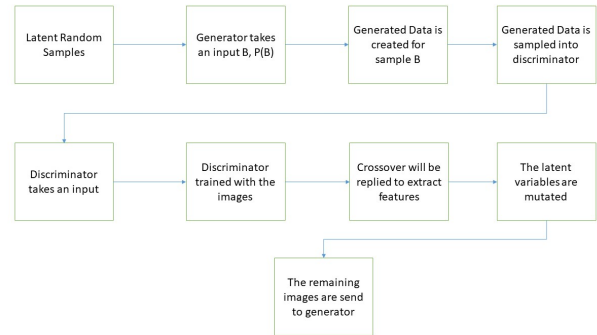 Latent Random
Samples
Generator takes
an input B, P(B)
Generated Data is
created for
sample B
Generated Data is
sampled into
discriminator
Discriminator
takes an input
Discriminator
trained with the
images
Crossover will be
replied to extract
features
The latent
variables are
mutated
The remaining
images are send
to generator